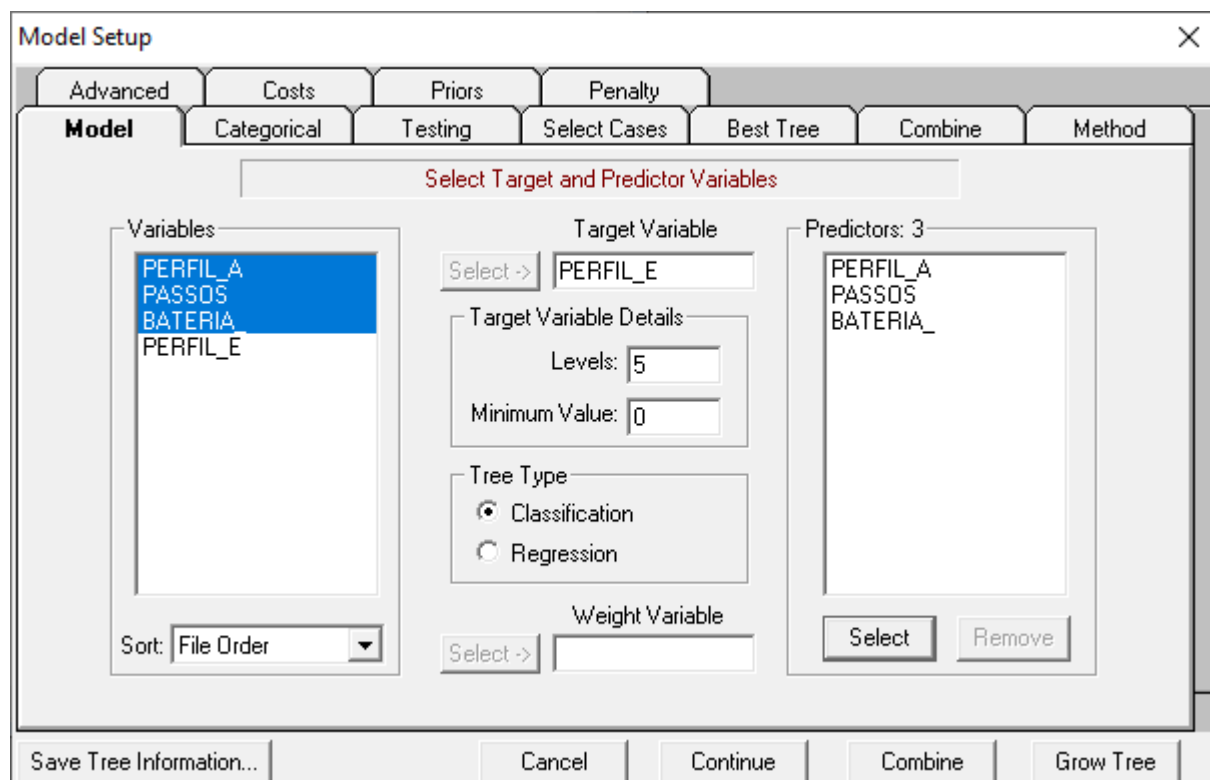 Model Setup
Advanced Costs Priors Penalty
Model Categorical Testing Select Cases Best Tree Combine Method
Select Target and Predictor Variables
Variables
PERFIL_A
PASSOS
BATERIA_
PERFIL_E
Sort: File Order
Target Variable
Select -> PERFIL_E
Target Variable Details
Levels: 5
Minimum Value: 0
Tree Type
Classification
Regression
Weight Variable
Select ->
Predictors: 3
PERFIL_A
PASSOS
BATERIA_
Select Remove
Save Tree Information... Cancel Continue Combine Grow Tree